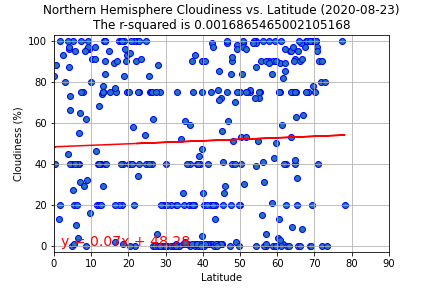 Northern Hemisphere Cloudiness vs. Latitude (2020-08-23)
The r-squared is 0.0016865465002105168
Cloudiness (%)
100
80
60
40
20
0
y = 0.07x + 48.28
0 10 20 30 40 50 60 70 80 90
Latitude